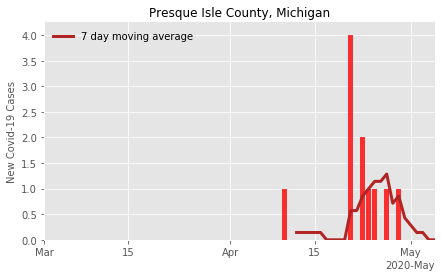 Presque Isle County, Michigan
7 day moving average
New Covid-19 Cases
4.0
3.5
3.0
2.5
2.0
1.5
1.0
0.5
0.0
Mar 15 Apr 15 May
2020-May